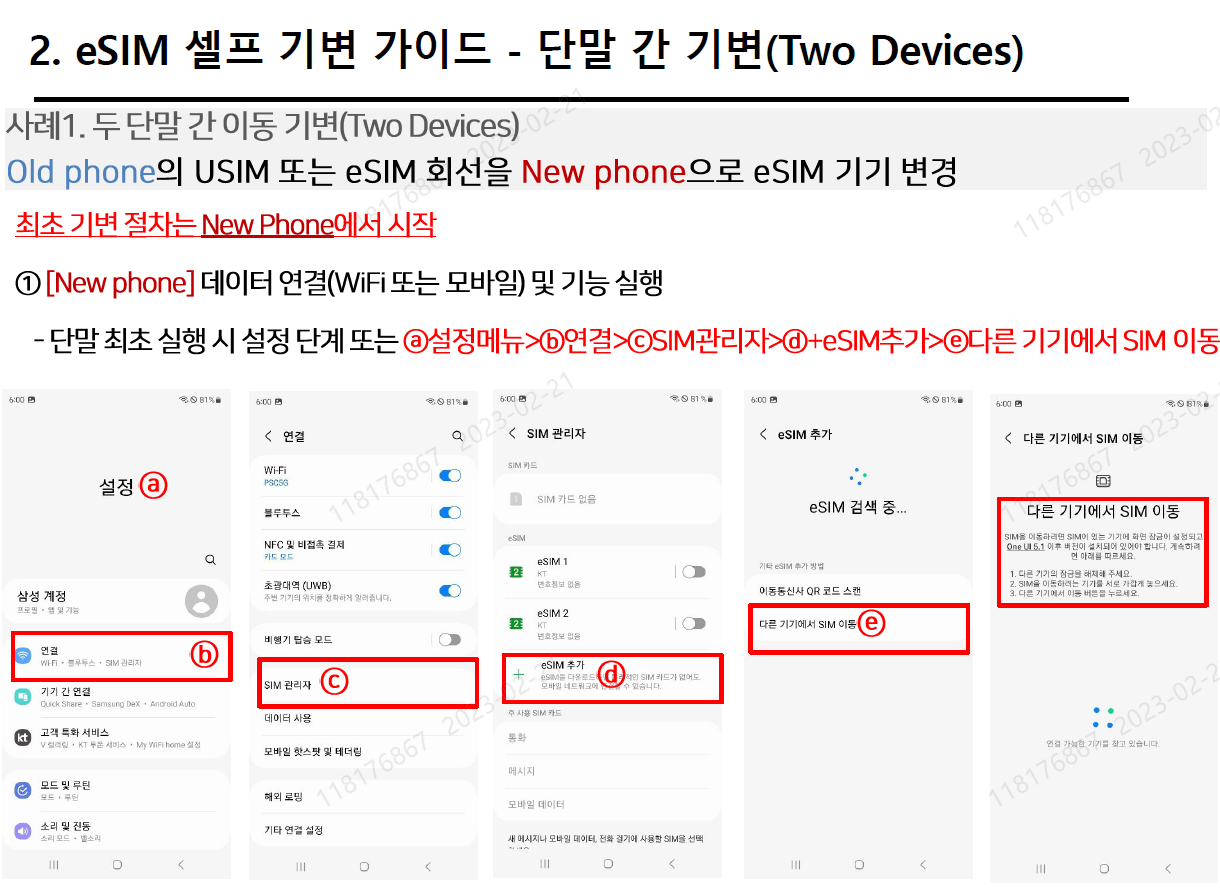 2. eSIM 셀프 기변 가이드 - 단말 간 기변(Two Devices)
사례1. 두 단말 간 이동 기변(Two Devices)
Old phone의 USIM 또는 eSIM 회선을 New phone으로 eSIM 기기 변경
최초 기변 절차는 New Phone에서 시작
① [New phone] 데이터 연결(WiFi 또는 모바일) 및 기능 실행
- 단말 최초 실행 시 설정 단계 또는 ⓐ설정메뉴>ⓑ연결>ⓒSIM관리자>ⓓ+eSIM추가>ⓔ다른 기기에서 SIM 이동
6:00 81%
설정 ⓐ
삼성 계정
프로필 • 앱 및 기능
연결 ⓑ
Wi-Fi • 블루투스 • SIM 관리자
기기 간 연결
Quick Share • Samsung DeX • Android Auto
kt 고객 특화 서비스
V 컬러링 • KT 투폰 서비스 • My WiFi home 설정
모드 및 루틴
모드 • 루틴
소리 및 진동
소리 모드 • 벨소리
6:00 81%
연결
Wi-Fi
PSC5G
블루투스
NFC 및 비접촉 결제
카드 모드
초광대역 (UWB)
주변 기기의 위치를 정확하게 알려줍니다.
비행기 탑승 모드
SIM 관리자 ⓒ
데이터 사용
모바일 핫스팟 및 테더링
해외 로밍
기타 연결 설정
6:00 81%
SIM 관리자
SIM 카드
1 SIM 카드 없음
eSIM
2 eSIM 1
KT
번호정보 없음
2 eSIM 2
KT
번호정보 없음
+ eSIM 추가 ⓓ
eSIM을 다운로드하면 물리적인 SIM 카드가 없어도
모바일 네트워크에 연결할 수 있습니다.
주 사용 SIM 카드
통화
메시지
모바일 데이터
새 메시지나 모바일 데이터, 전화 걸기에 사용할 SIM을 선택
6:00 81%
eSIM 추가
eSIM 검색 중...
기타 eSIM 추가 방법
이동통신사 QR 코드 스캔
다른 기기에서 SIM 이동 ⓔ
6:00 81%
다른 기기에서 SIM 이동
다른 기기에서 SIM 이동
SIM을 이동하려면 SIM이 있는 기기에 화면 잠금이 설정되고
One UI 5.1 이후 버전이 설치되어 있어야 합니다. 계속하려
면 아래를 따르세요.
1. 다른 기기의 잠금을 해제해 주세요.
2. SIM을 이동하려는 기기를 서로 가깝게 놓으세요.
3. 다른 기기에서 이동 버튼을 누르세요.
연결 가능한 기기를 찾고 있습니다.
118176867 2023-02-21